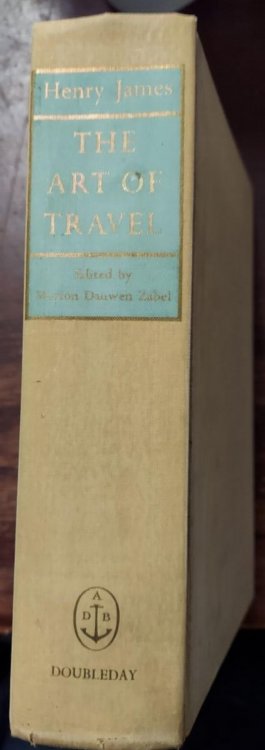 Henry James
THE
ART OF
TRAVEL
Edited by
Morton Dauwen Zabel
A
D B
DOUBLEDAY